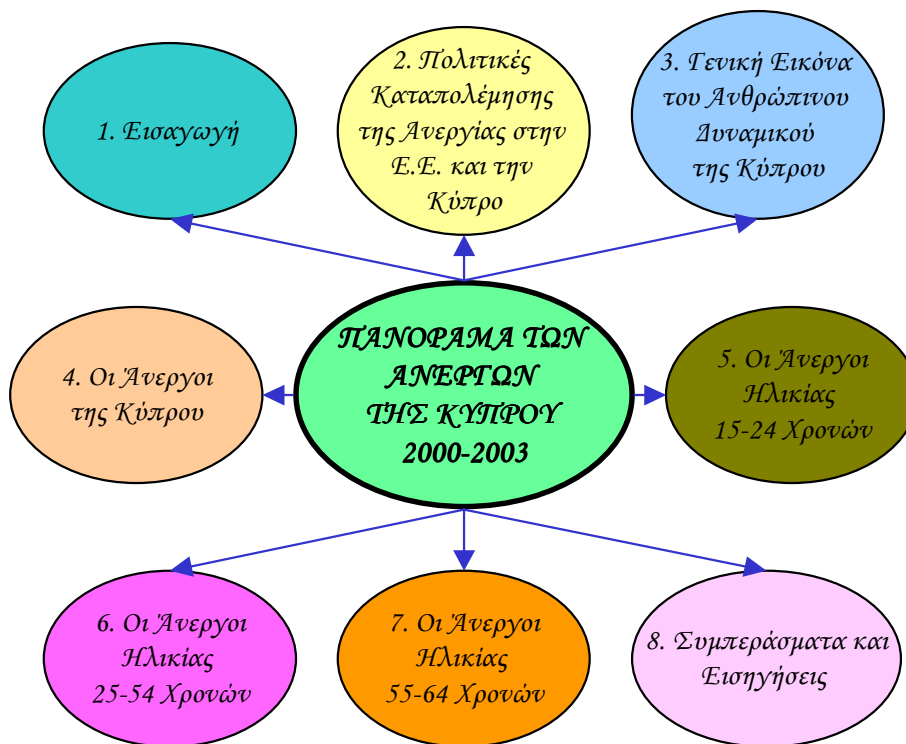 1. Εισαγωγή
2. Πολιτικές
Καταπολέμησης
της Ανεργίας στην
Ε.Ε. και την
Κύπρο
3. Γενική Εικόνα
του Ανθρώπινου
Δυναμικού
της Κύπρου
ΠΑΝΟΡΑΜΑ ΤΩΝ
ΑΝΕΡΓΩΝ
ΤΗΣ ΚΥΠΡΟΥ
2000-2003
4. Οι Άνεργοι
της Κύπρου
5. Οι Άνεργοι
Ηλικίας
15-24 Χρονών
6. Οι Άνεργοι
Ηλικίας
25-54 Χρονών
7. Οι Άνεργοι
Ηλικίας
55-64 Χρονών
8. Συμπεράσματα και
Εισηγήσεις